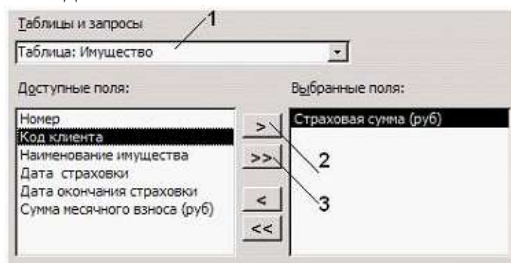 Таблицы и запросы
1
Таблица: Имущество
Доступные поля:
Выбранные поля:
Номер
Код клиента
Наименование имущества
Дата страховки
Дата окончания страховки
Сумма месячного взноса (руб)
>
>>
<
<<
Страховая сумма (руб)
2
3